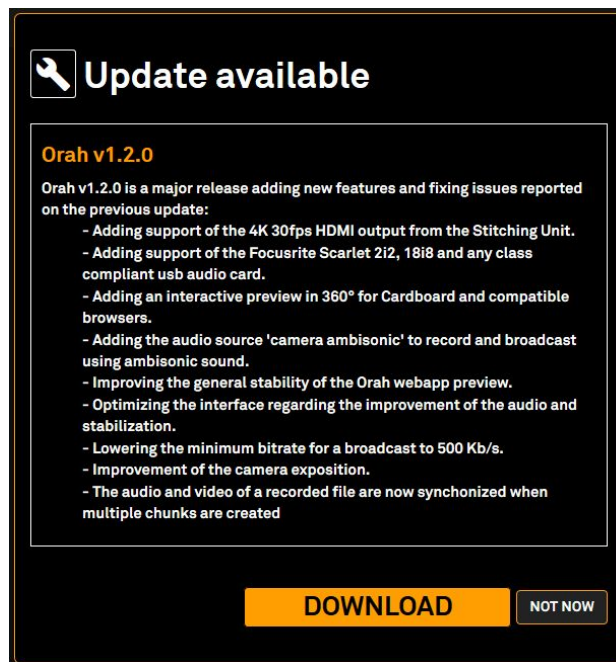 Update available
Orah v1.2.0
Orah v1.2.0 is a major release adding new features and fixing issues reported
on the previous update:
- Adding support of the 4K 30fps HDMI output from the Stitching Unit.
- Adding support of the Focusrite Scarlet 2i2, 18i8 and any class
compliant usb audio card.
- Adding an interactive preview in 360° for Cardboard and compatible
browsers.
- Adding the audio source 'camera ambisonic' to record and broadcast
using ambisonic sound.
- Improving the general stability of the Orah webapp preview.
- Optimizing the interface regarding the improvement of the audio and
stabilization.
- Lowering the minimum bitrate for a broadcast to 500 Kb/s.
- Improvement of the camera exposition.
- The audio and video of a recorded file are now synchonized when
multiple chunks are created
DOWNLOAD
NOT NOW